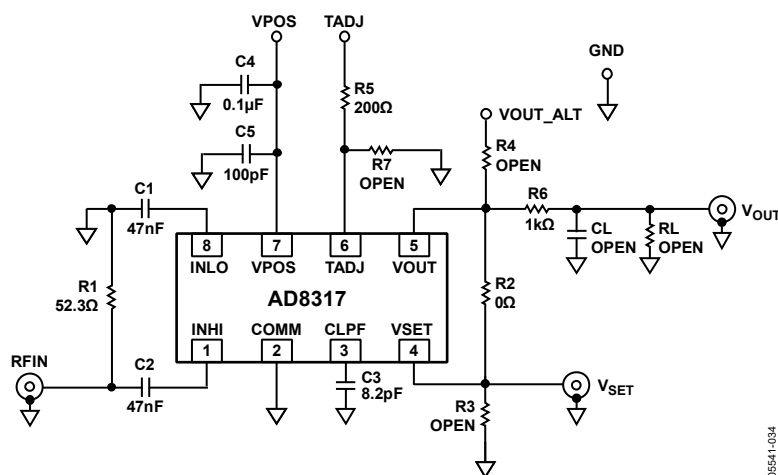 VPOS
TADJ
GND
C4
0.1µF
R5
200Ω
VOUT_ALT
C5
100pF
R7
OPEN
R4
OPEN
C1
47nF
R6
1kΩ
VOUT
CL
OPEN
RL
OPEN
8
7
6
5
INLO
VPOS
TADJ
VOUT
R1
52.3Ω
AD8317
R2
0Ω
INHI
COMM
CLPF
VSET
1
2
3
4
RFIN
C2
47nF
C3
8.2pF
VSET
R3
OPEN
05541-034